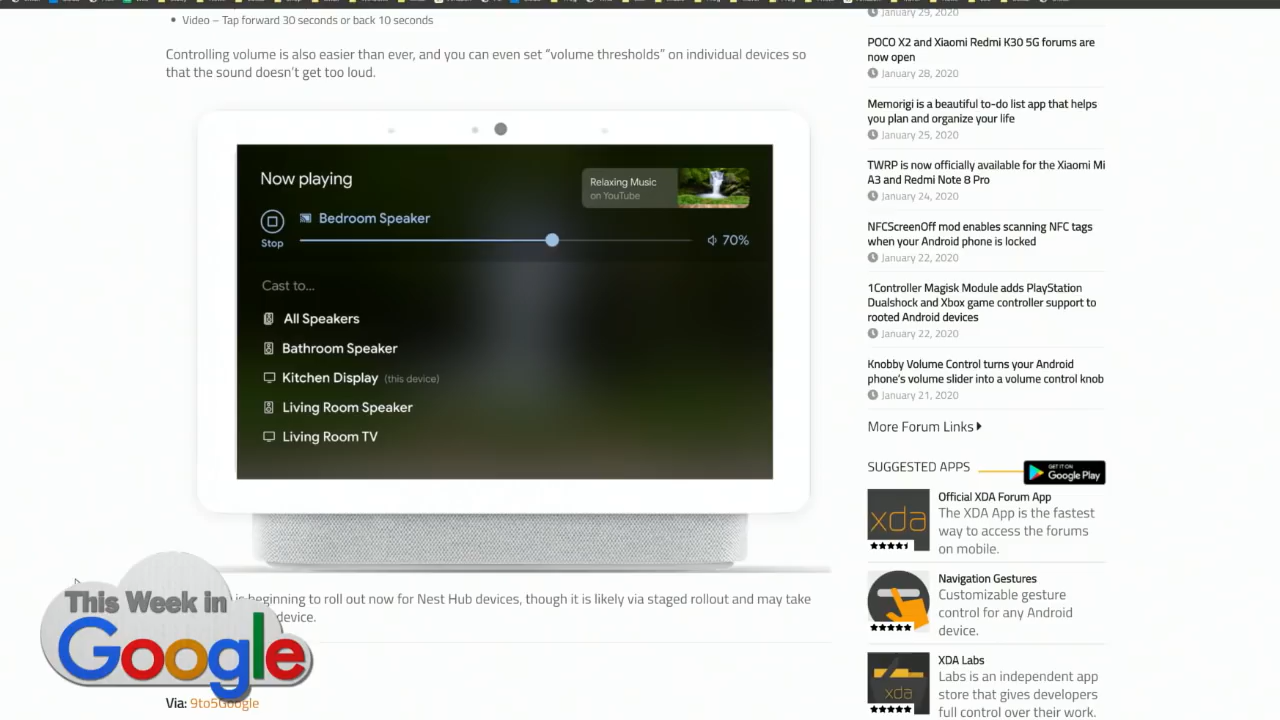 Video – Tap forward 30 seconds or back 10 seconds
Controlling volume is also easier than ever, and you can even set “volume thresholds” on individual devices so
that the sound doesn’t get too loud.
Now playing
Relaxing Music
on YouTube
Bedroom Speaker
Stop
70%
Cast to...
All Speakers
Bathroom Speaker
Kitchen Display (this device)
Living Room Speaker
Living Room TV
is beginning to roll out now for Nest Hub devices, though it is likely via staged rollout and may take
device.
This Week in
Google
Via: 9to5Google
January 29, 2020
POCO X2 and Xiaomi Redmi K30 5G forums are
now open
January 28, 2020
Memorigi is a beautiful to-do list app that helps
you plan and organize your life
January 25, 2020
TWRP is now officially available for the Xiaomi Mi
A3 and Redmi Note 8 Pro
January 24, 2020
NFCScreenOff mod enables scanning NFC tags
when your Android phone is locked
January 22, 2020
1Controller Magisk Module adds PlayStation
Dualshock and Xbox game controller support to
rooted Android devices
January 22, 2020
Knobby Volume Control turns your Android
phone’s volume slider into a volume control knob
January 21, 2020
More Forum Links
SUGGESTED APPS
GET IT ON
Google Play
xda
Official XDA Forum App
The XDA App is the fastest
way to access the forums
on mobile.
Navigation Gestures
Customizable gesture
control for any Android
device.
xda
XDA Labs
Labs is an independent app
store that gives developers
full control over their work.